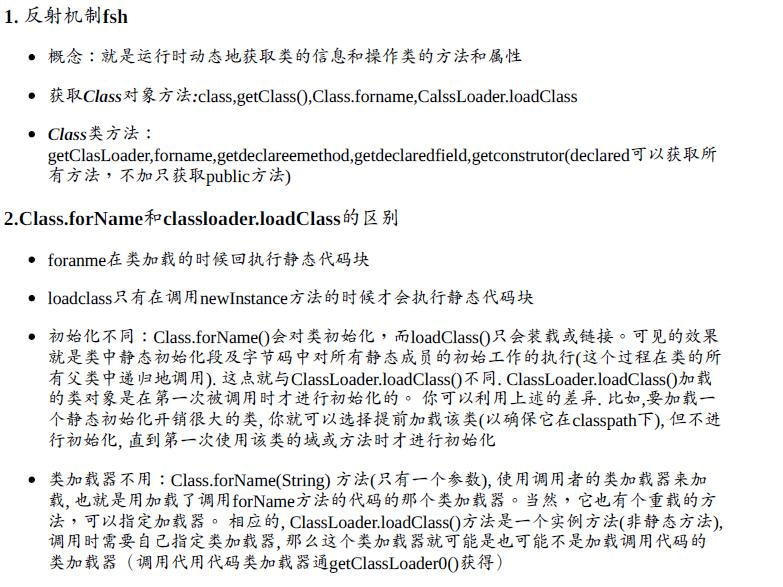 1. 反射机制fsh
• 概念：就是运行时动态地获取类的信息和操作类的方法和属性
• 获取Class对象方法:class,getClass(),Class.forname,CalssLoader.loadClass
• Class类方法：
getClasLoader,forname,getdeclareemethod,getdeclaredfield,getconstrutor(declared可以获取所
有方法，不加只获取public方法)
2.Class.forName和classloader.loadClass的区别
• foranme在类加载的时候回执行静态代码块
• loadclass只有在调用newInstance方法的时候才会执行静态代码块
• 初始化不同：Class.forName()会对类初始化，而loadClass()只会装载或链接。可见的效果
就是类中静态初始化段及字节码中对所有静态成员的初始工作的执行(这个过程在类的所
有父类中递归地调用). 这点就与ClassLoader.loadClass()不同. ClassLoader.loadClass()加载
的类对象是在第一次被调用时才进行初始化的。 你可以利用上述的差异. 比如,要加载一
个静态初始化开销很大的类, 你就可以选择提前加载该类(以确保它在classpath下), 但不进
行初始化, 直到第一次使用该类的域或方法时才进行初始化
• 类加载器不用：Class.forName(String) 方法(只有一个参数), 使用调用者的类加载器来加
载, 也就是用加载了调用forName方法的代码的那个类加载器。当然，它也有个重载的方
法，可以指定加载器。 相应的, ClassLoader.loadClass()方法是一个实例方法(非静态方法),
调用时需要自己指定类加载器, 那么这个类加载器就可能是也可能不是加载调用代码的
类加载器（调用代用代码类加载器通getClassLoader0()获得）